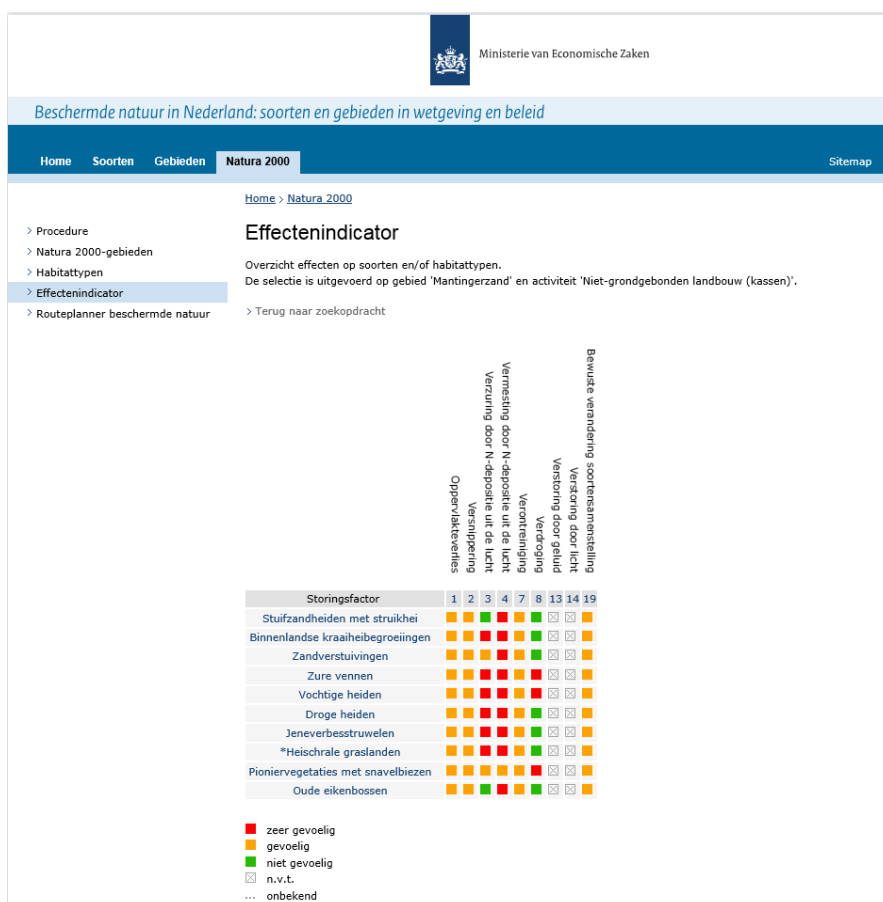 Ministerie van Economische Zaken
Beschermde natuur in Nederland: soorten en gebieden in wetgeving en beleid
Home Soorten Gebieden Natura 2000 Sitemap
Home > Natura 2000
> Procedure
> Natura 2000-gebieden
> Habitattypen
> Effectenindicator
> Routeplanner beschermde natuur
Effectenindicator
Overzicht effecten op soorten en/of habitattypen.
De selectie is uitgevoerd op gebied 'Mantingerzand' en activiteit 'Niet-grondgebonden landbouw (kassen)'.
> Terug naar zoekopdracht
Oppervlakteverlies
Versnippering
Verzuring door N-depositie uit de lucht
Vermesting door N-depositie uit de lucht
Verontreiniging
Verdroging
Verstoring door geluid
Verstoring door licht
Bewuste verandering soortensamenstelling
Storingsfactor 1 2 3 4 7 8 13 14 19
Stuifzandheiden met struikhei
Binnenlandse kraaiheibegroeiingen
Zandverstuivingen
Zure vennen
Vochtige heiden
Droge heiden
Jeneverbesstruwelen
*Heischrale graslanden
Pioniervegetaties met snavelbiezen
Oude eikenbossen
zeer gevoelig
gevoelig
niet gevoelig
n.v.t.
... onbekend